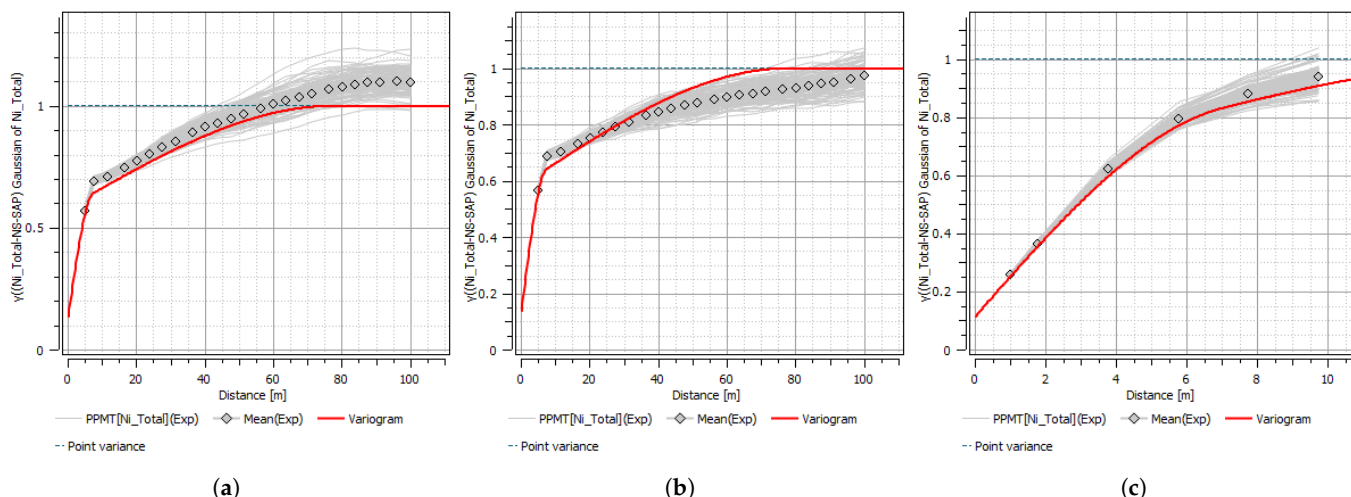 γ((Ni_Total-NS-SAP) Gaussian of Ni_Total)
1
0.5
0
0 20 40 60 80 100
Distance [m]
PPMT[Ni_Total](Exp) Mean(Exp) Variogram
Point variance
(a)
γ((Ni_Total-NS-SAP) Gaussian of Ni_Total)
1
0.8
0.6
0.4
0.2
0
0 20 40 60 80 100
Distance [m]
PPMT[Ni_Total](Exp) Mean(Exp) Variogram
Point variance
(b)
γ((Ni_Total-NS-SAP) Gaussian of Ni_Total)
1
0.8
0.6
0.4
0.2
0
0 2 4 6 8 10
Distance [m]
PPMT[Ni_Total](Exp) Mean(Exp) Variogram
Point variance
(c)